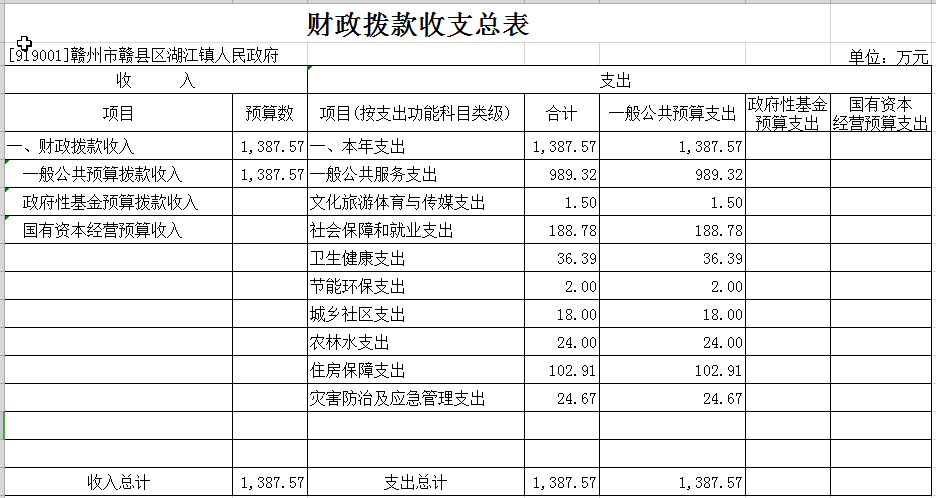 财政拨款收支总表
[919001]赣州市赣县区湖江镇人民政府 单位：万元
收 入 支出
项目 预算数 项目(按支出功能科目类级) 合计 一般公共预算支出 政府性基金预算支出 国有资本经营预算支出
一、财政拨款收入 1,387.57 一、本年支出 1,387.57 1,387.57
一般公共预算拨款收入 1,387.57 一般公共服务支出 989.32 989.32
政府性基金预算拨款收入 文化旅游体育与传媒支出 1.50 1.50
国有资本经营预算收入 社会保障和就业支出 188.78 188.78
卫生健康支出 36.39 36.39
节能环保支出 2.00 2.00
城乡社区支出 18.00 18.00
农林水支出 24.00 24.00
住房保障支出 102.91 102.91
灾害防治及应急管理支出 24.67 24.67
收入总计 1,387.57 支出总计 1,387.57 1,387.57